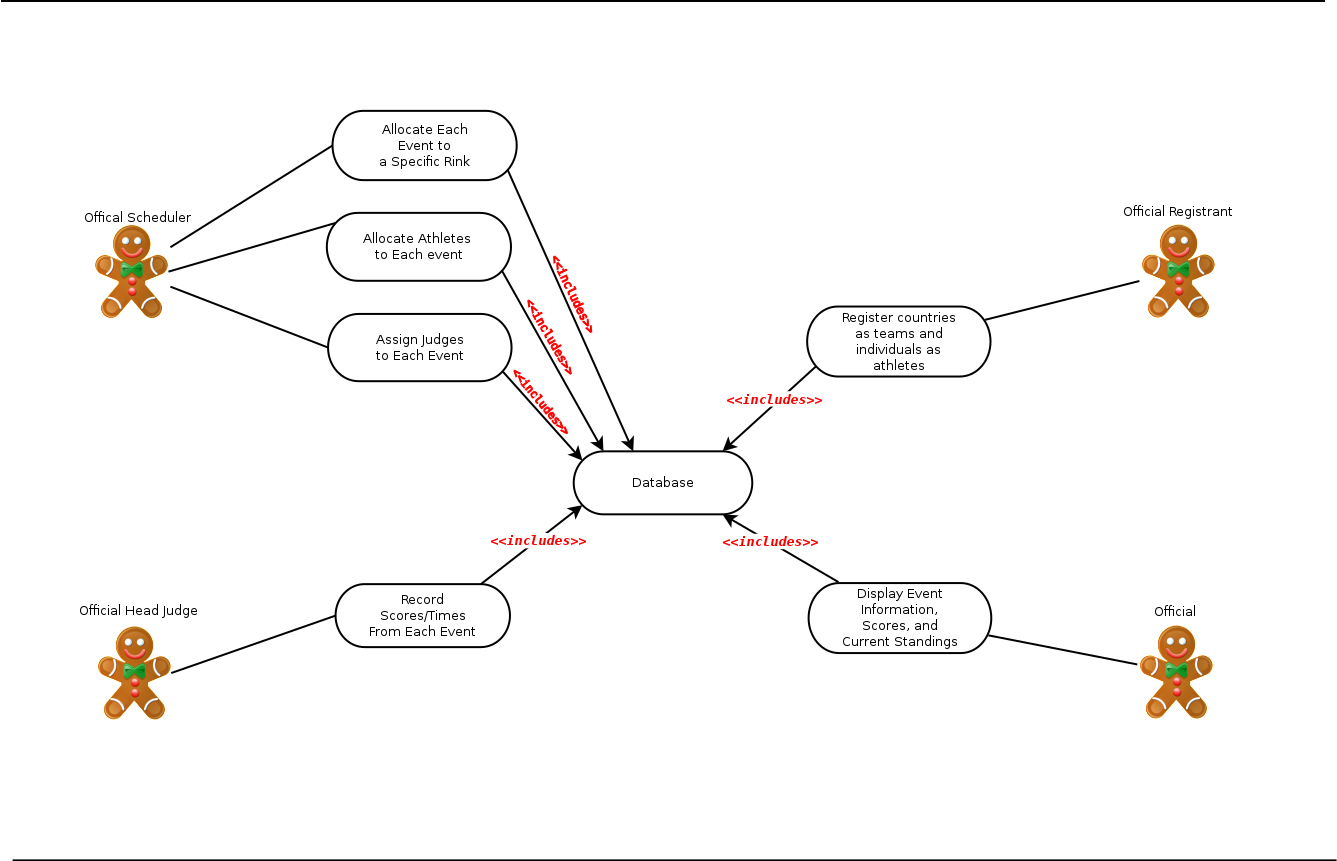 Allocate Each
Event to
a Specific Rink
Offical Scheduler
Allocate Athletes
to Each event
Assign Judges
to Each Event
<<includes>>
<<includes>>
<<includes>>
Official Registrant
Register countries
as teams and
individuals as
athletes
<<includes>>
Database
<<includes>>
<<includes>>
Official Head Judge
Record
Scores/Times
From Each Event
Display Event
Information,
Scores, and
Current Standings
Official